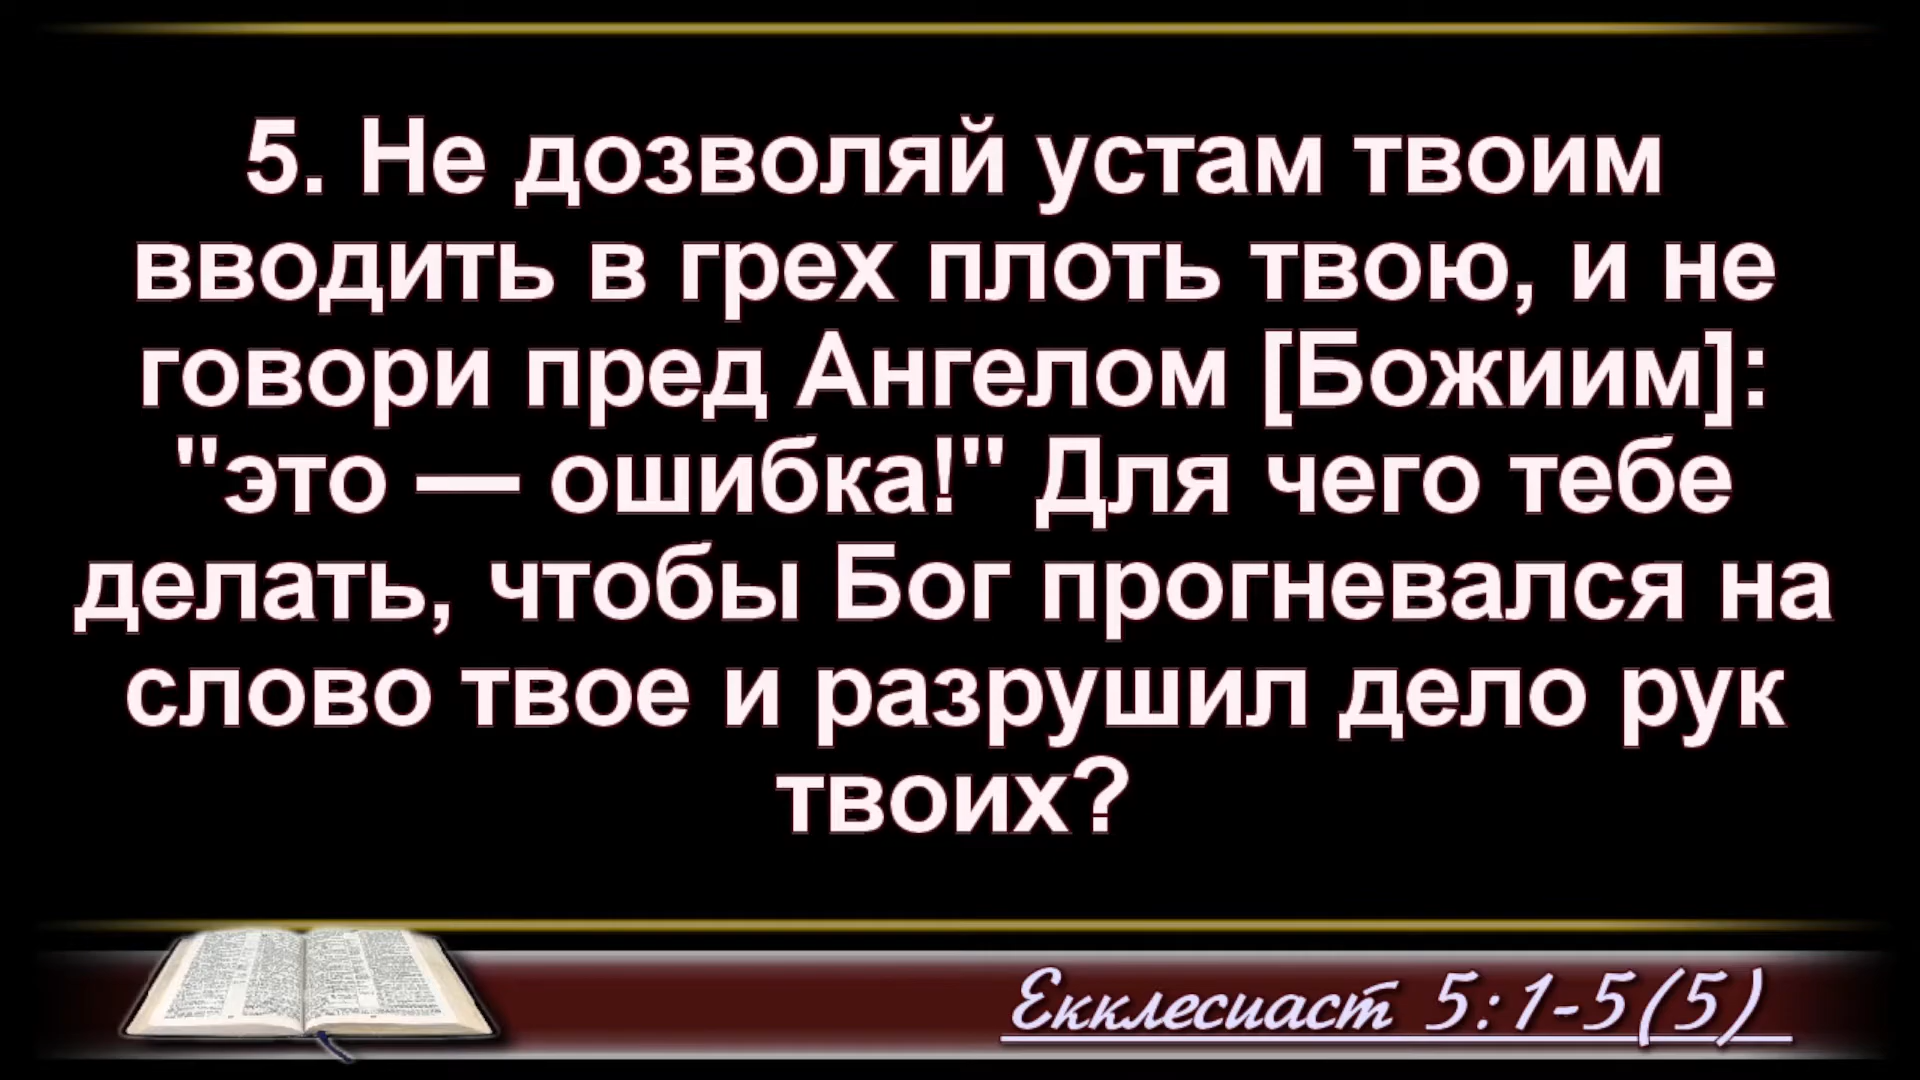 5. Не дозволяй устам твоим
вводить в грех плоть твою, и не
говори пред Ангелом [Божиим]:
"это — ошибка!" Для чего тебе
делать, чтобы Бог прогневался на
слово твое и разрушил дело рук
твоих?
Екклесиаст 5:1-5(5)